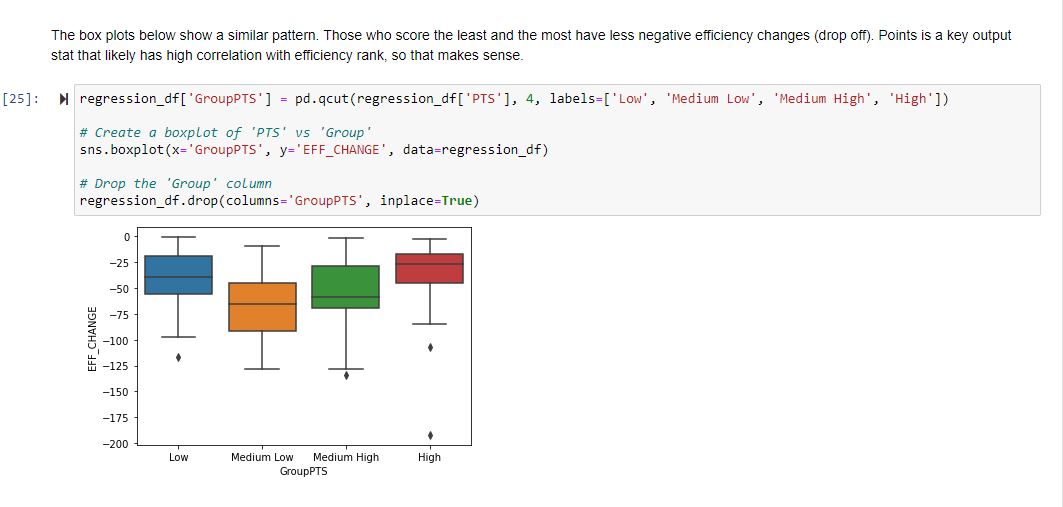 The box plots below show a similar pattern. Those who score the least and the most have less negative efficiency changes (drop off). Points is a key output
stat that likely has high correlation with efficiency rank, so that makes sense.
[25]:
regression_df['GroupPTS'] = pd.qcut(regression_df['PTS'], 4, labels=['Low', 'Medium Low', 'Medium High', 'High'])
# Create a boxplot of 'PTS' vs 'Group'
sns.boxplot(x='GroupPTS', y='EFF_CHANGE', data=regression_df)
# Drop the 'Group' column
regression_df.drop(columns='GroupPTS', inplace=True)
0
−25
−50
−75
−100
−125
−150
−175
−200
EFF_CHANGE
Low Medium Low Medium High High
GroupPTS